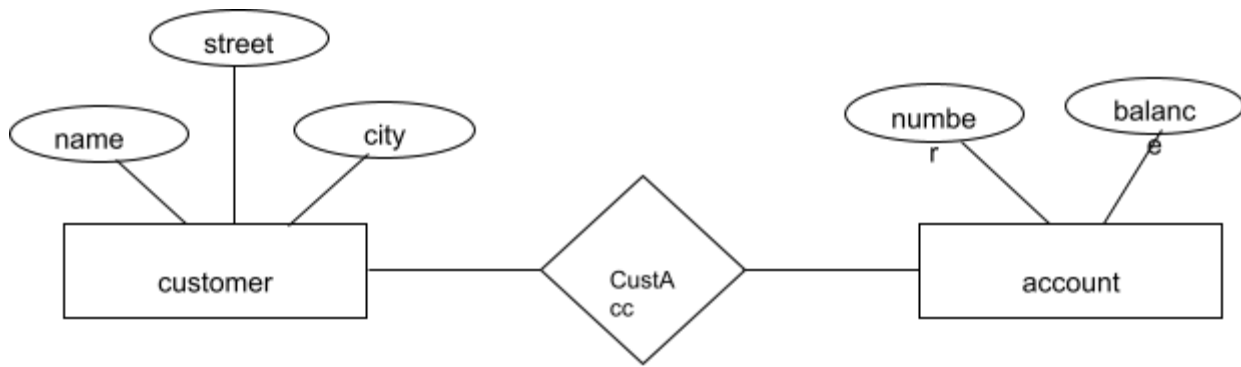 street
name
city
numbe
r
balanc
e
customer
CustA
cc
account